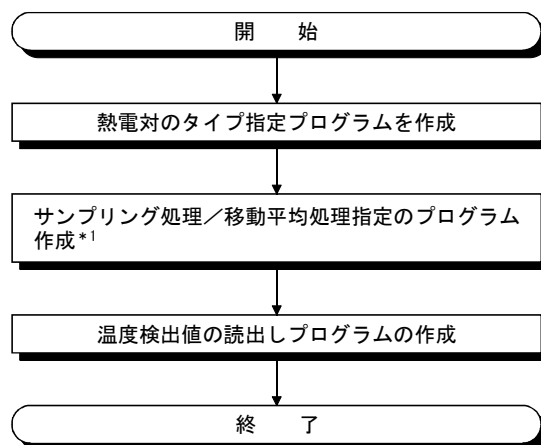 開　　始
熱電対のタイプ指定プログラムを作成
サンプリング処理／移動平均処理指定のプログラム
作成*1
温度検出値の読出しプログラムの作成
終　　了